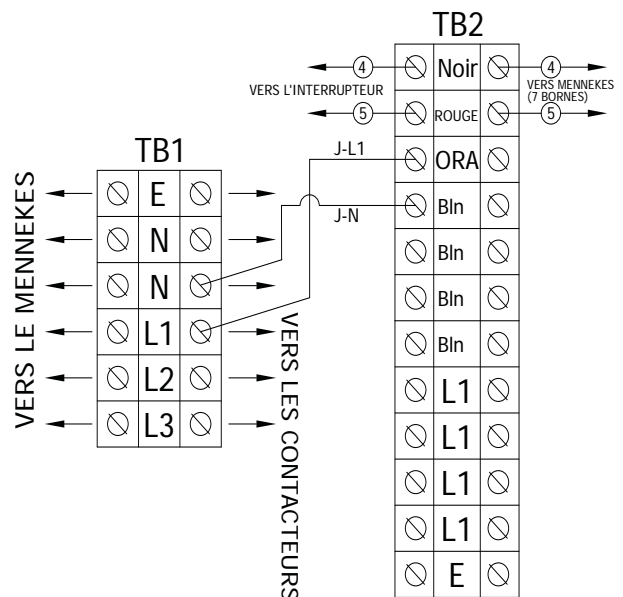 TB2
4
Noir
4
VERS L'INTERRUPTEUR
VERS MENNEKES
(7 BORNES)
5
ROUGE
5
TB1
J-L1
ORA
VERS LE MENNEKES
E
J-N
Bln
N
Bln
N
Bln
L1
Bln
L2
L1
L3
L1
VERS LES CONTACTEURS
L1
L1
E